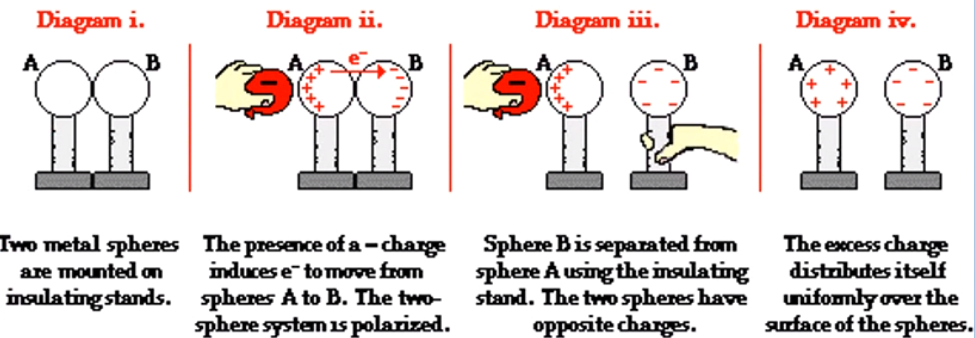 Diagram i.
A B
Two metal spheres
are mounted on
insulating stands.
Diagram ii.
A e⁻ B
The presence of a – charge
induces e⁻ to move from
spheres A to B. The two-
sphere system is polarized.
Diagram iii.
A B
Sphere B is separated from
sphere A using the insulating
stand. The two spheres have
opposite charges.
Diagram iv.
A B
The excess charge
distributes itself
uniformly over the
surface of the spheres.